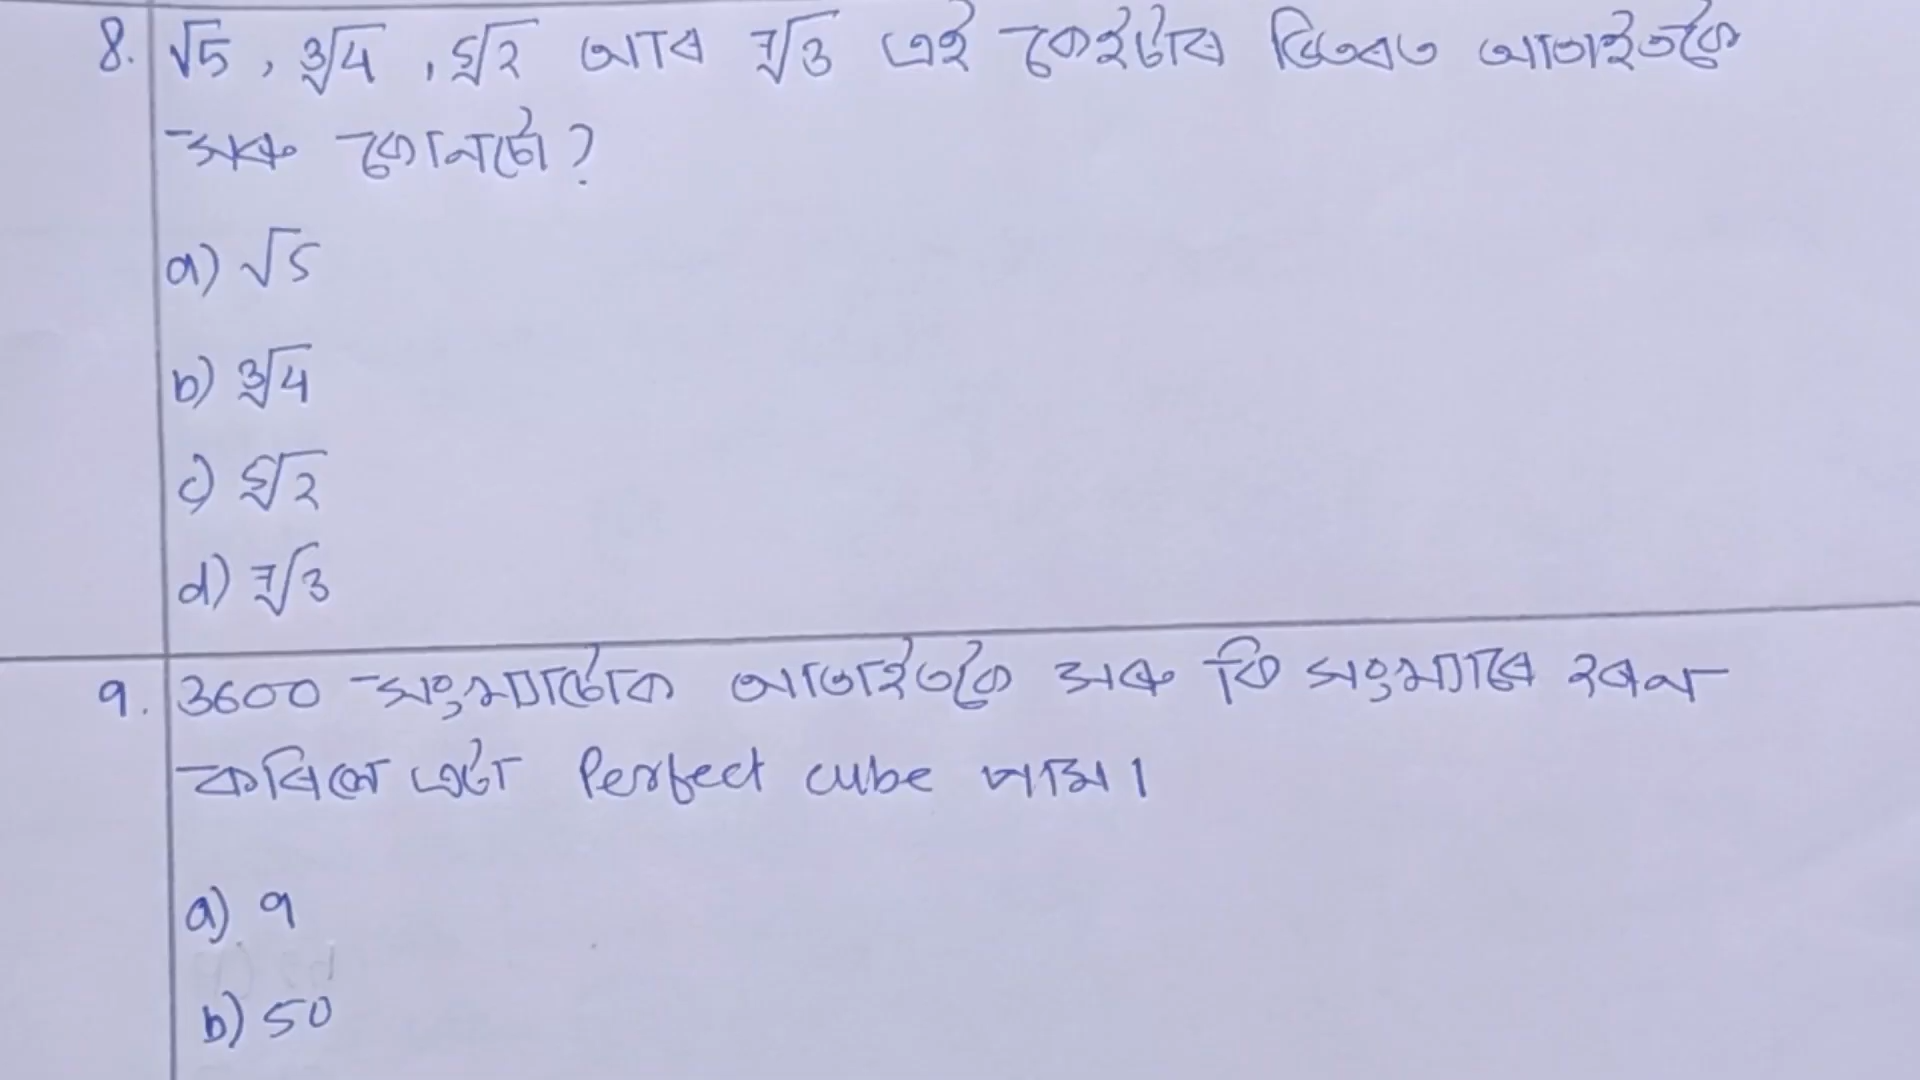 8. √5 , ∛4 , ⁵√2 আৰু ⁷√3 এই কেইটাৰ ভিতৰত আটাইতকৈ
সৰু কোনটো?
a) √5
b) ∛4
c) ⁵√2
d) ⁷√3
9. 3600 সংখ্যাটোক আটাইতকৈ সৰু কি সংখ্যাৰে হৰণ
কৰিলে এটা Perfect cube পাম।
a) 9
b) 50